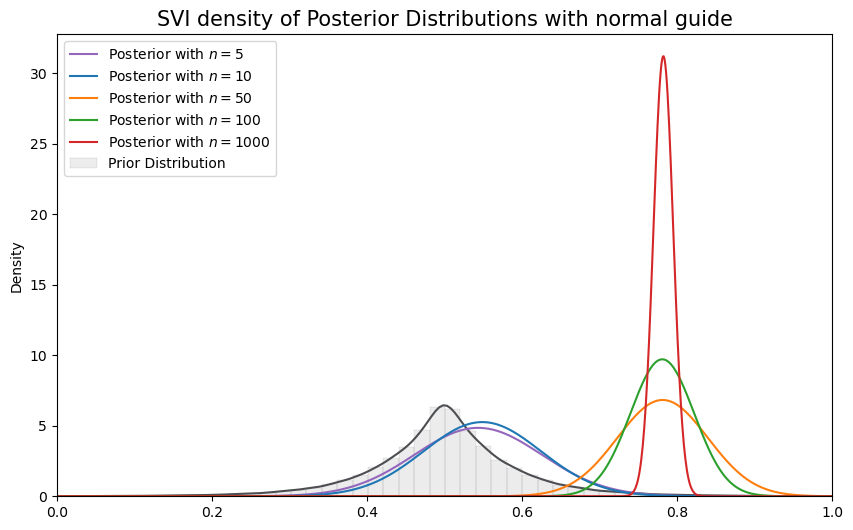 SVI density of Posterior Distributions with normal guide
Posterior with n = 5
Posterior with n = 10
Posterior with n = 50
Posterior with n = 100
Posterior with n = 1000
Prior Distribution
Density
30
25
20
15
10
5
0
0.0 0.2 0.4 0.6 0.8 1.0